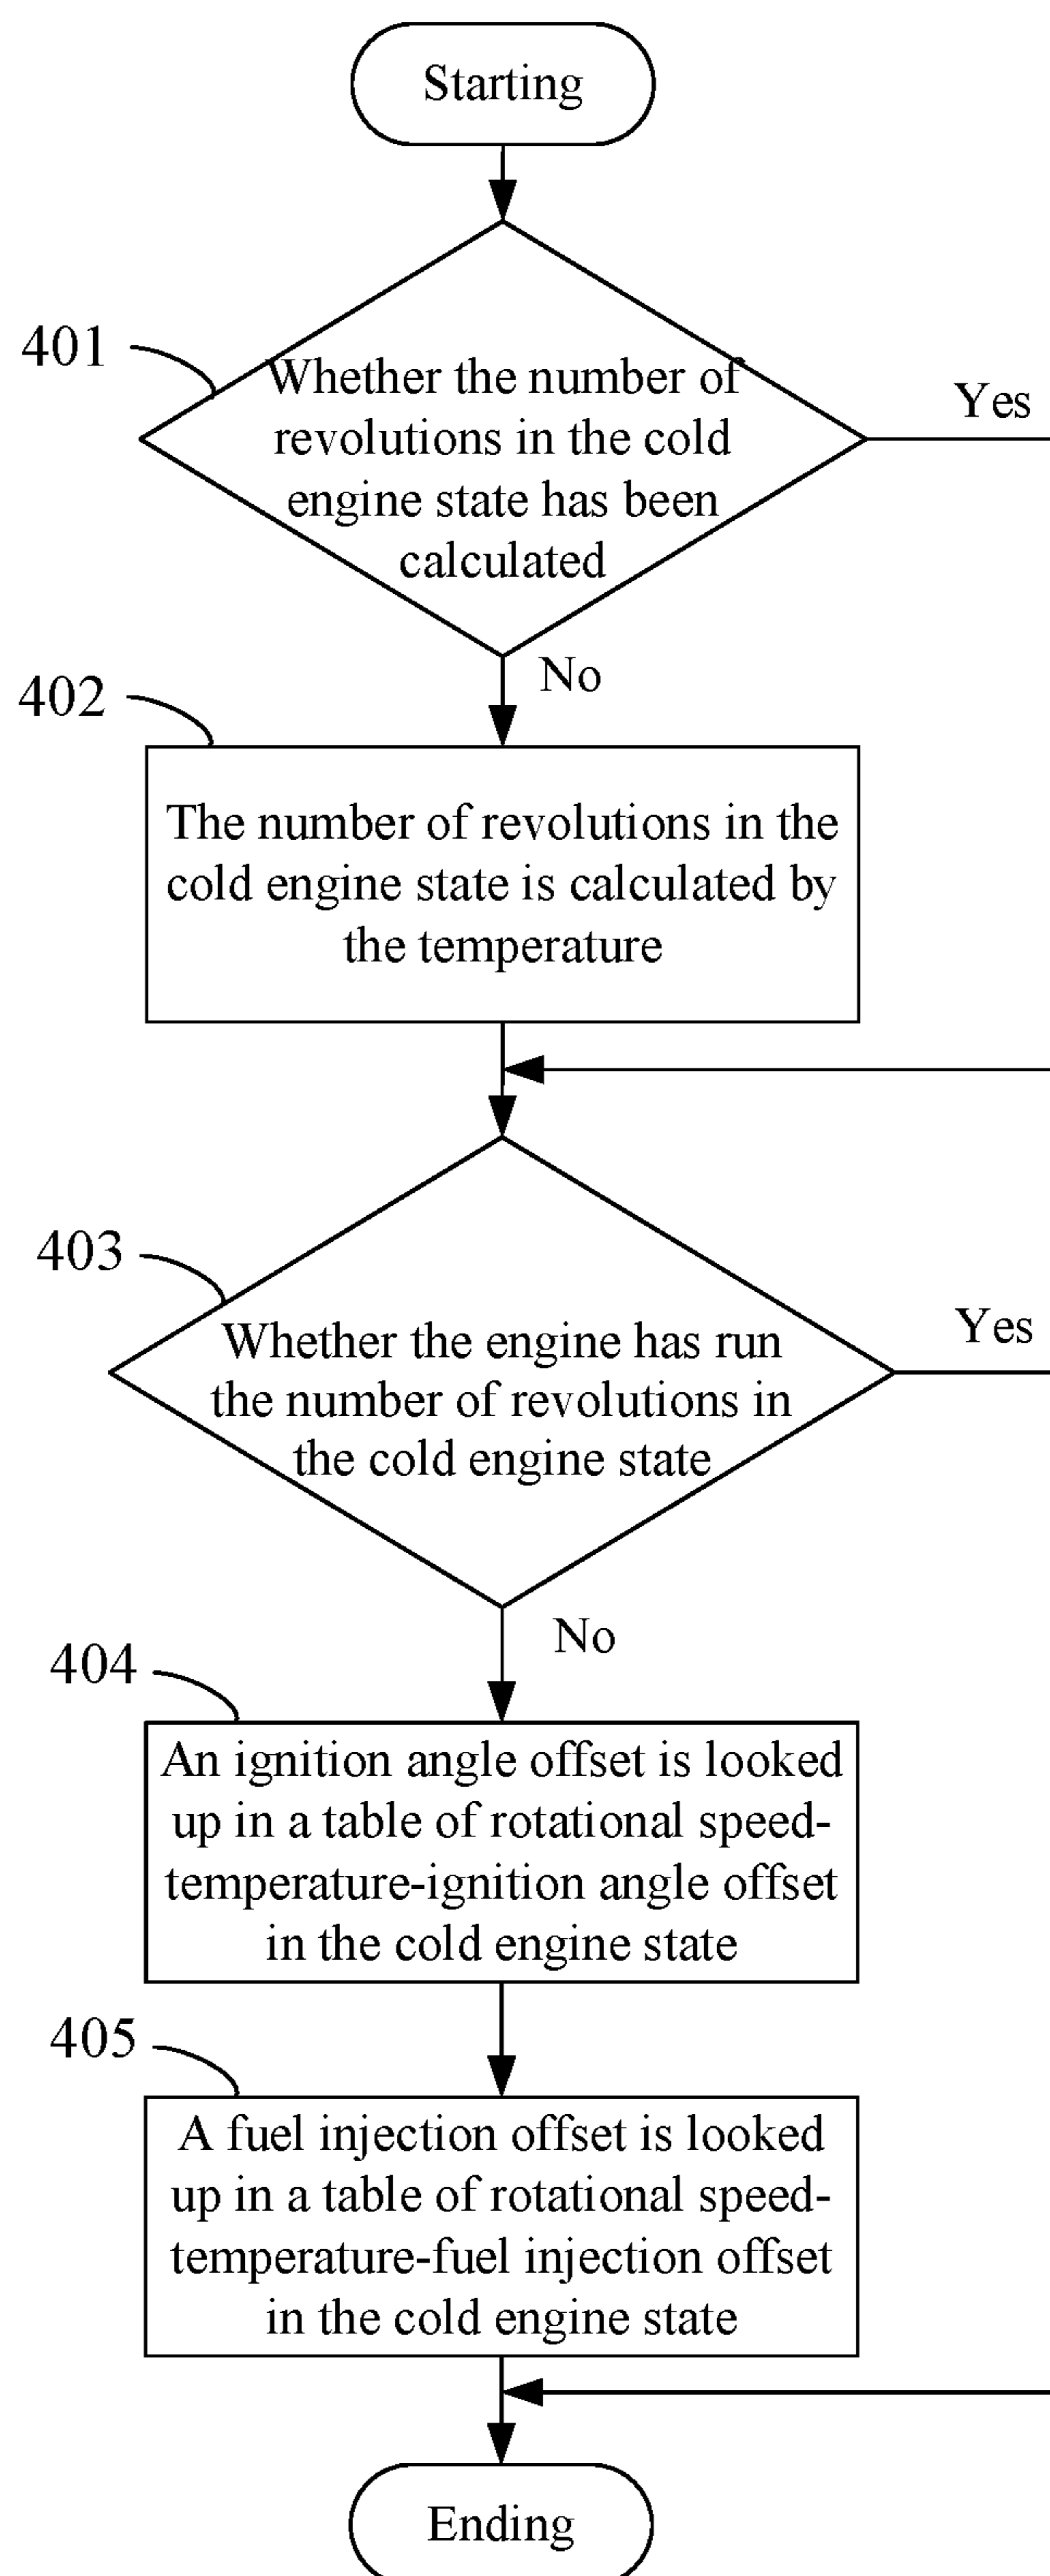 Starting
401
Whether the number of
revolutions in the cold
engine state has been
calculated
Yes
No
402
The number of revolutions in the
cold engine state is calculated by
the temperature
403
Whether the engine has run
the number of revolutions in
the cold engine state
Yes
No
404
An ignition angle offset is looked
up in a table of rotational speed-
temperature-ignition angle offset
in the cold engine state
405
A fuel injection offset is looked
up in a table of rotational speed-
temperature-fuel injection offset
in the cold engine state
Ending